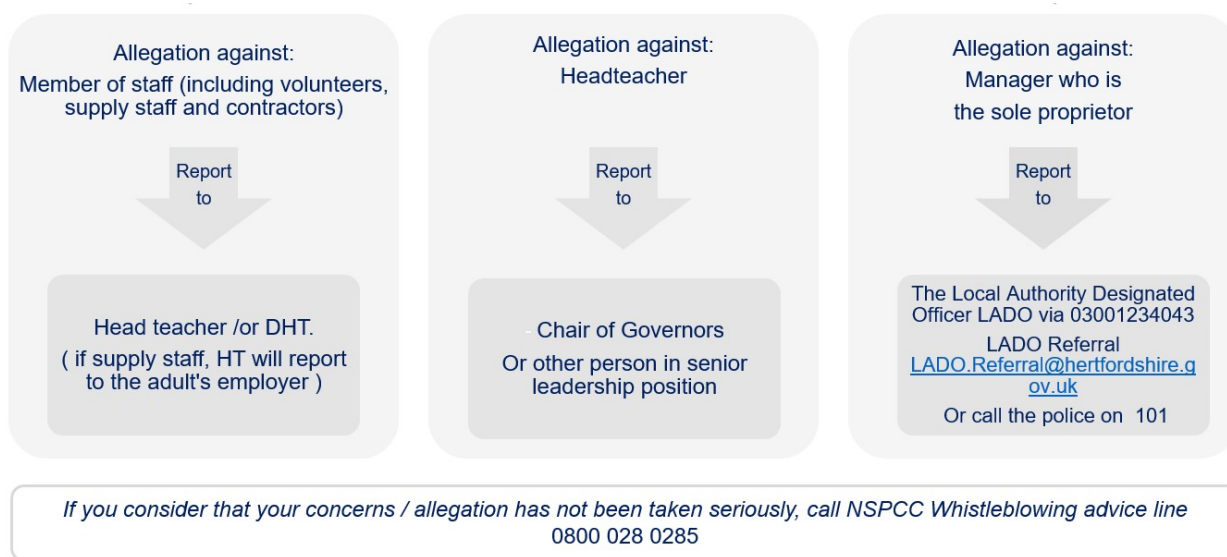 Allegation against:
Member of staff (including volunteers,
supply staff and contractors)
Report
to
Head teacher /or DHT.
( if supply staff, HT will report
to the adult's employer )
Allegation against:
Headteacher
Report
to
Chair of Governors
Or other person in senior
leadership position
Allegation against:
Manager who is
the sole proprietor
Report
to
The Local Authority Designated
Officer LADO via 03001234043
LADO Referral
LADO.Referral@hertfordshire.g
ov.uk
Or call the police on 101
If you consider that your concerns / allegation has not been taken seriously, call NSPCC Whistleblowing advice line
0800 028 0285